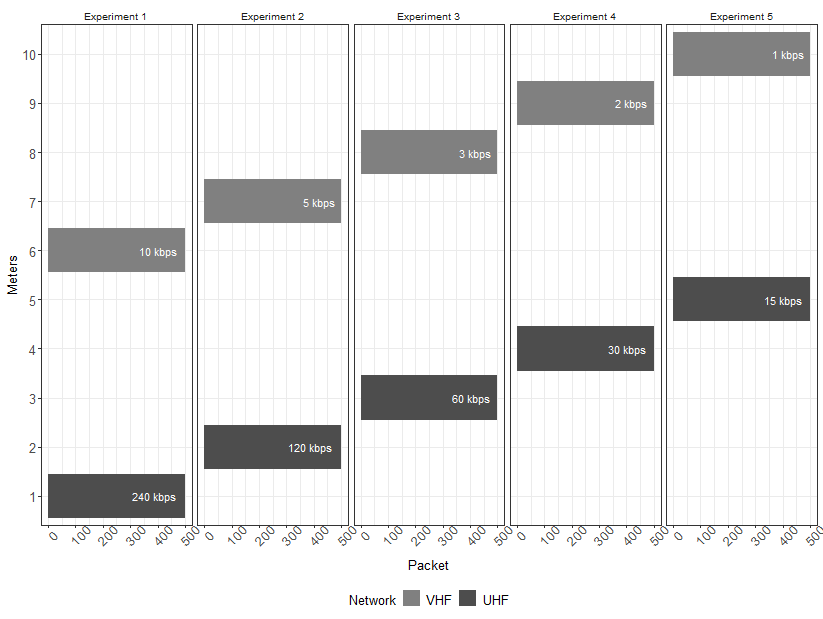 Experiment 1 Experiment 2 Experiment 3 Experiment 4 Experiment 5
10 1 kbps
9 2 kbps
8 3 kbps
7 5 kbps
6 10 kbps
Meters
5 15 kbps
4 30 kbps
3 60 kbps
2 120 kbps
1 240 kbps
0 100 200 300 400 500 0 100 200 300 400 500 0 100 200 300 400 500 0 100 200 300 400 500 0 100 200 300 400 500
Packet
Network VHF UHF